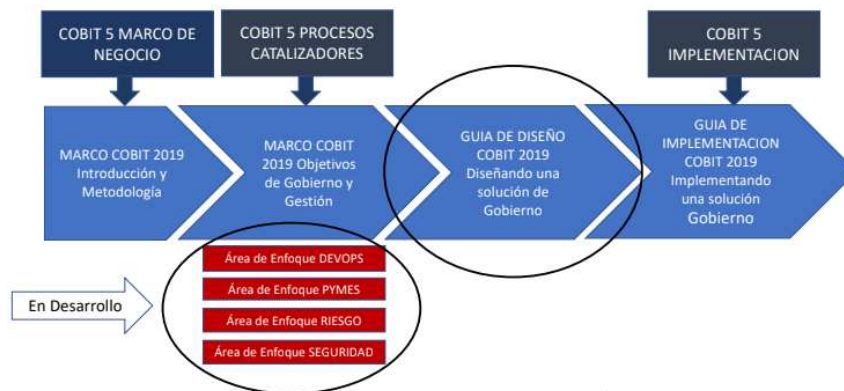 COBIT 5 MARCO DE
NEGOCIO
COBIT 5 PROCESOS
CATALIZADORES
COBIT 5
IMPLEMENTACION
MARCO COBIT 2019
Introducción y
Metodología
MARCO COBIT
2019 Objetivos
de Gobierno y
Gestión
GUIA DE DISEÑO
COBIT 2019
Diseñando una
solución de
Gobierno
GUIA DE
IMPLEMENTACION
COBIT 2019
Implementando
una solución
Gobierno
En Desarrollo
Área de Enfoque DEVOPS
Área de Enfoque PYMES
Área de Enfoque RIESGO
Área de Enfoque SEGURIDAD